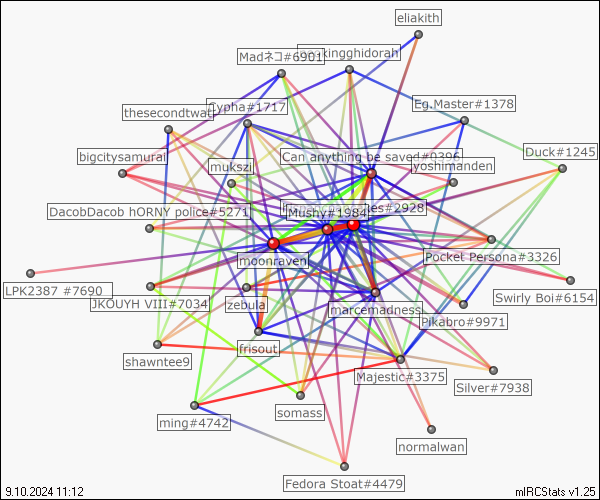 eliakith
Madネコ#6901
kingghidorah
Cypha#1717
Eg.Master#1378
thesecondtwat
Duck#1245
bigcitysamurai
mukszi
Can anything be saved#0396
yoshimanden
DacobDacob hORNY police#5271
Mushy#1984
es#2928
moonraven
Pocket Persona#3326
LPK2387 #7690
JKOUYH VIII#7034
zebula
marcemadness
Pikabro#9971
Swirly Boi#6154
shawntee9
frisout
Majestic#3375
Silver#7938
ming#4742
somass
normalwan
Fedora Stoat#4479
9.10.2024 11:12
mIRCStats v1.25